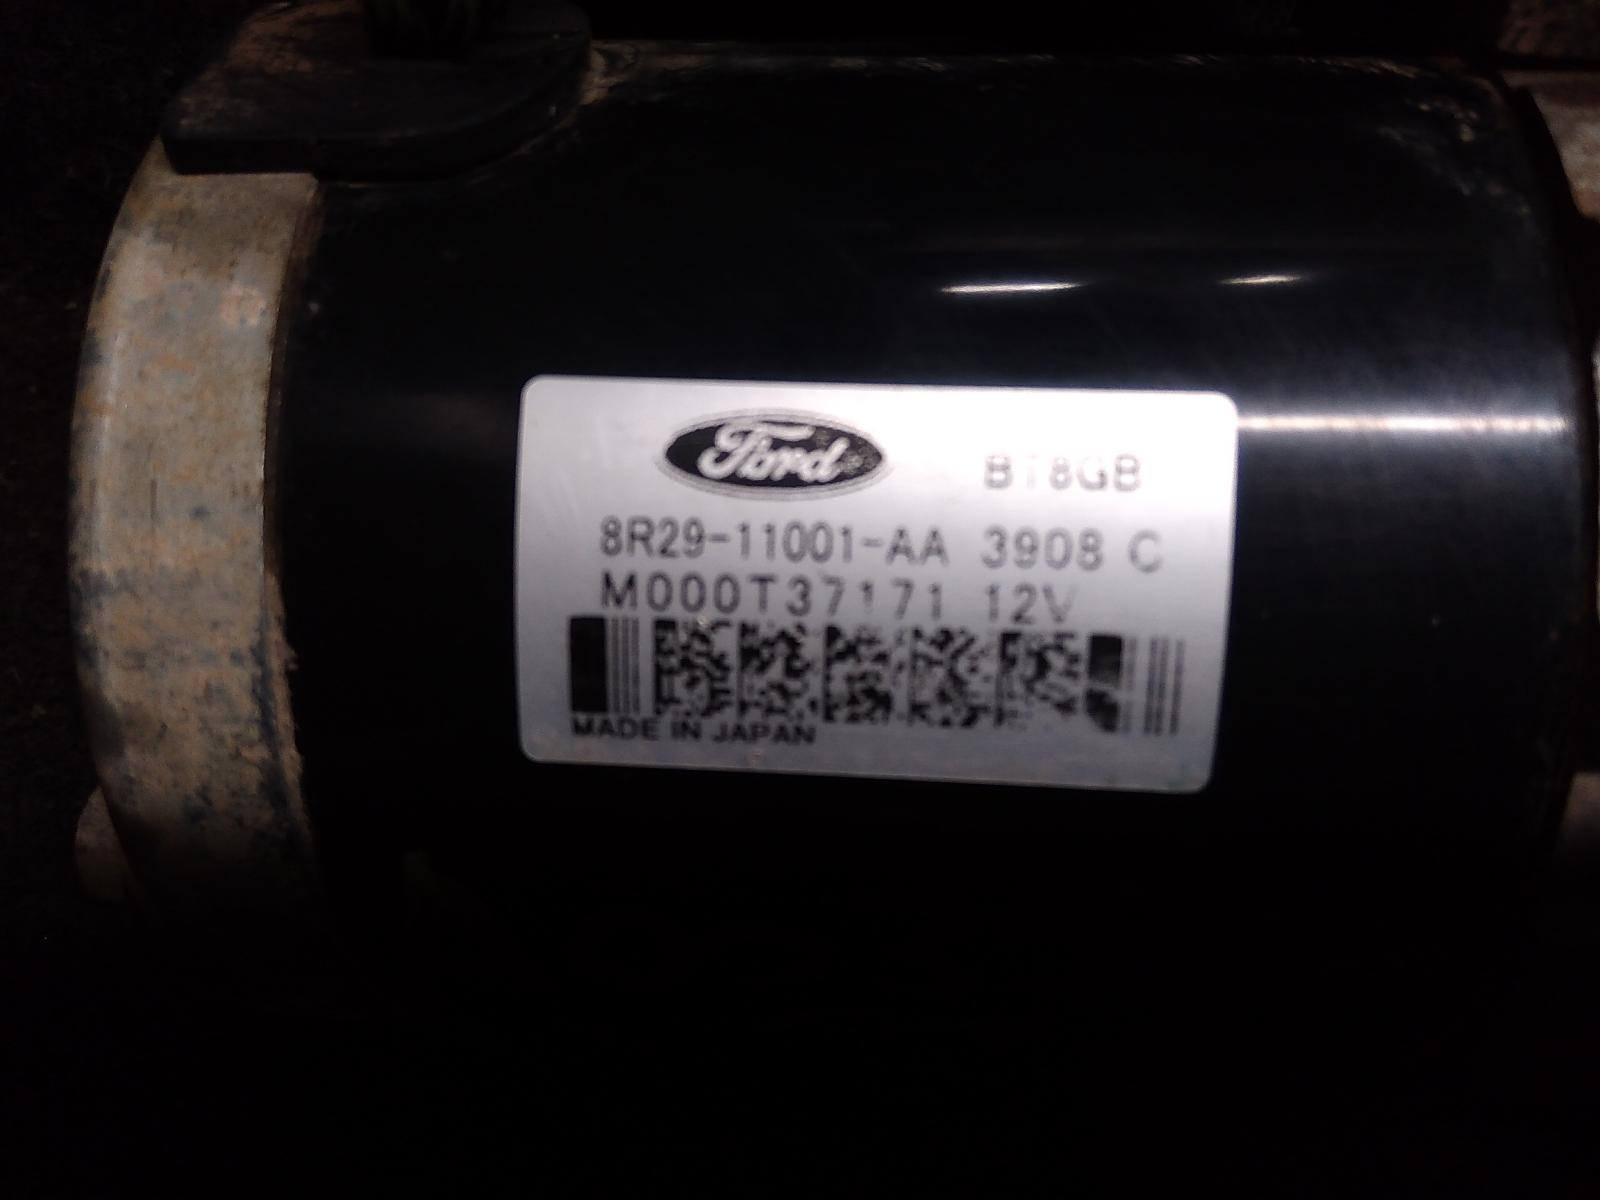 Ford
BT8GB
8R29-11001-AA 3908 C
M000T37171 12V
MADE IN JAPAN